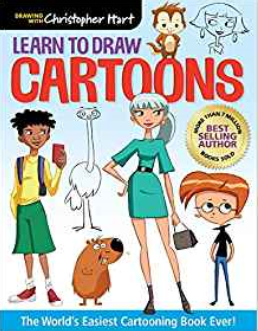 DRAWING WITH Christopher Hart
LEARN TO DRAW
CARTOONS
MORE THAN 7 MILLION
BEST
SELLING
AUTHOR
BOOKS SOLD
The World's Easiest Cartooning Book Ever!